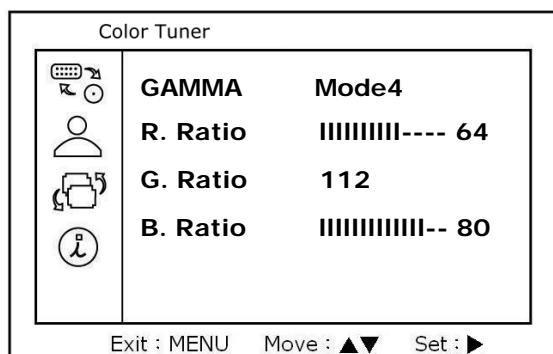 Color Tuner
GAMMA Mode4
R. Ratio IIIIIIIIII---- 64
G. Ratio 112
B. Ratio IIIIIIIIIIIII-- 80
i
Exit : MENU Move : ▲▼ Set : ▶